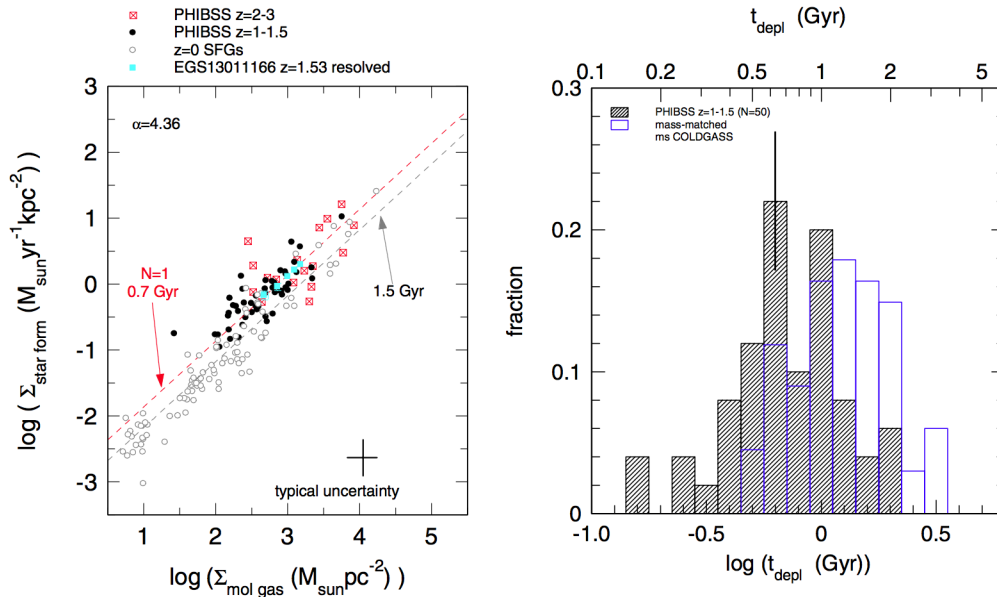 PHIBSS z=2-3
PHIBSS z=1-1.5
z=0 SFGs
EGS13011166 z=1.53 resolved
3
2
1
0
-1
-2
-3
log ( Σstar form (Msunyr-1kpc-2) )
α=4.36
N=1
0.7 Gyr
1.5 Gyr
typical uncertainty
1 2 3 4 5
log (Σmol gas (Msunpc-2) )
tdepl (Gyr)
0.1 0.2 1 2 5
0.3
0.2
0.1
0
fraction
PHIBSS z=1-1.5 (N=50)
mass-matched
ms COLDGASS
-1.0 -0.5 0 0.5
log (tdepl (Gyr))